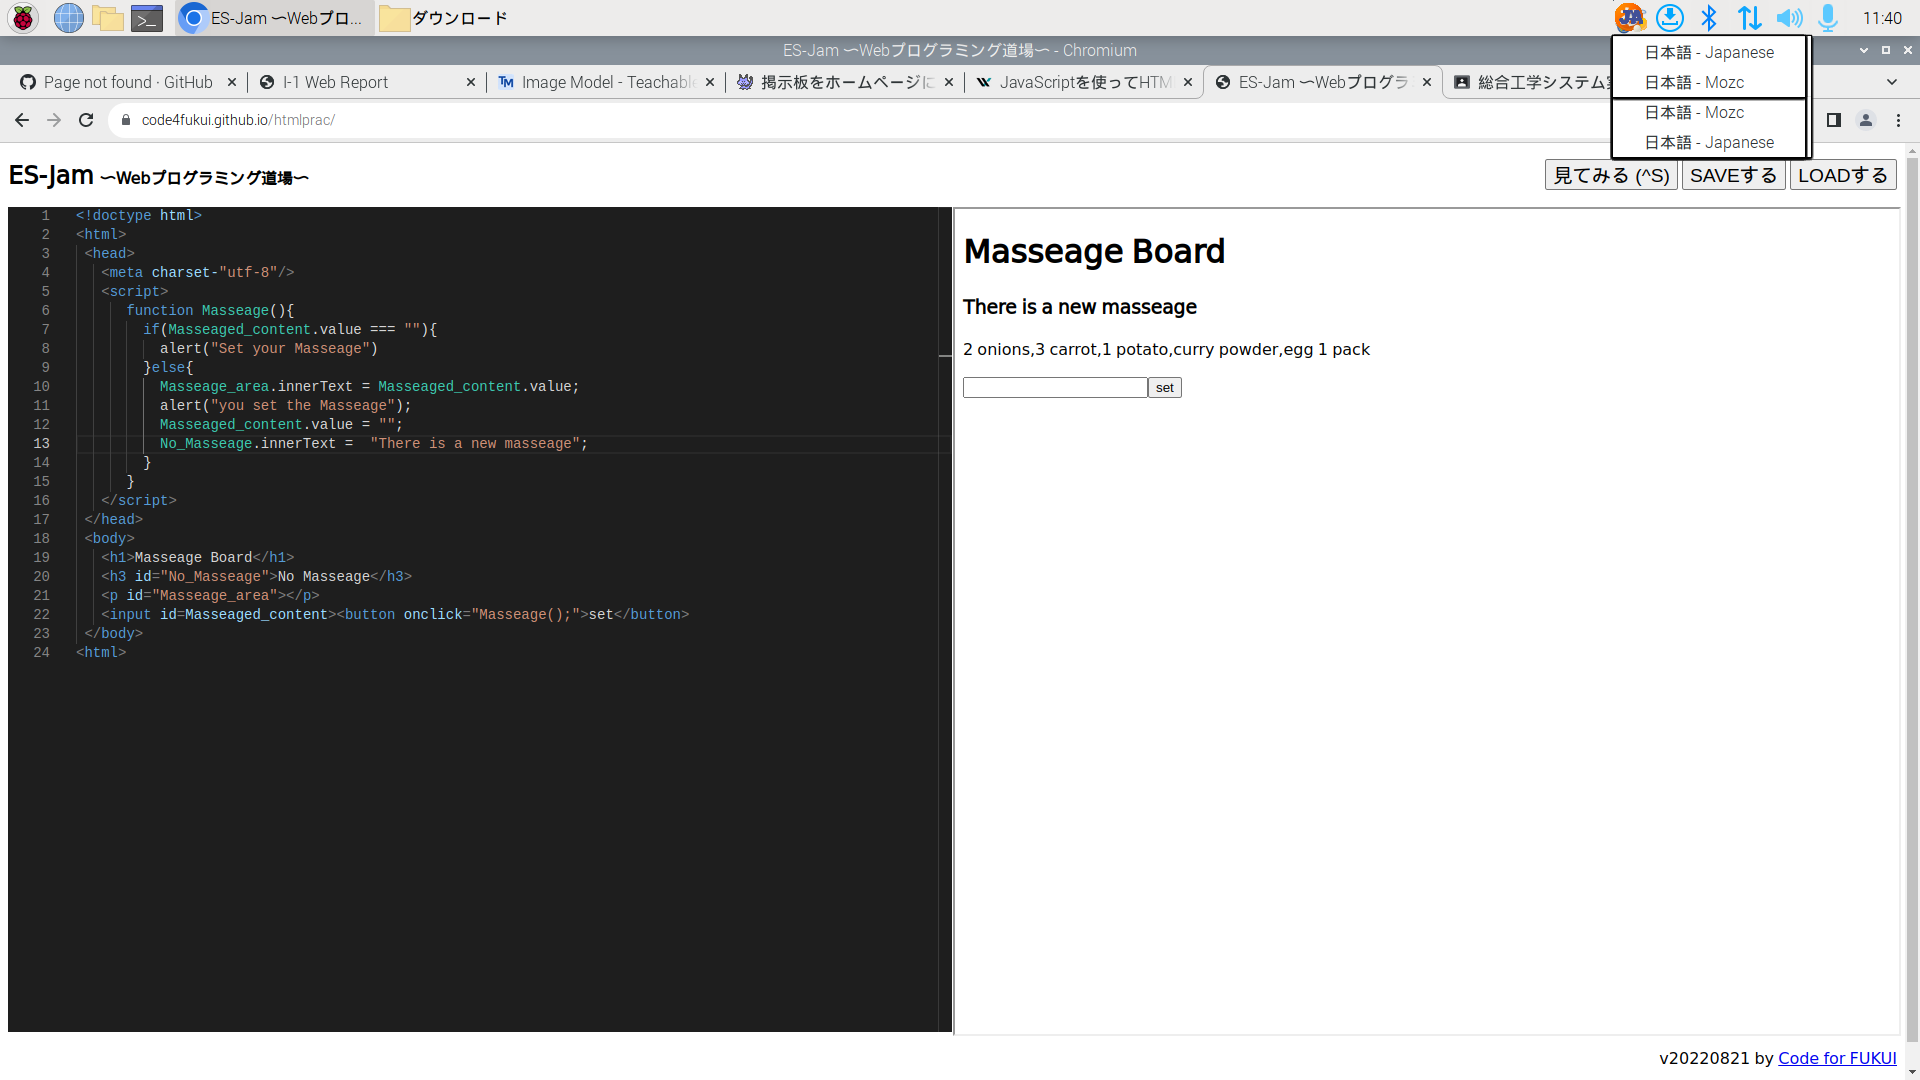 ES-Jam 〜Webプロ...
ダウンロード
11:40
ES-Jam 〜Webプログラミング道場〜 - Chromium
日本語 - Japanese
日本語 - Mozc
日本語 - Mozc
日本語 - Japanese
Page not found · GitHub
I-1 Web Report
Image Model - Teachable
掲示板をホームページに
JavaScriptを使ってHTM
ES-Jam 〜Webプログラ
総合工学システム
code4fukui.github.io/htmlprac/
ES-Jam 〜Webプログラミング道場〜
見てみる (^S)
SAVEする
LOADする
1 <!doctype html>
2 <html>
3 <head>
4 <meta charset-"utf-8"/>
5 <script>
6 function Masseage(){
7 if(Masseaged_content.value === ""){
8 alert("Set your Masseage")
9 }else{
10 Masseage_area.innerText = Masseaged_content.value;
11 alert("you set the Masseage");
12 Masseaged_content.value = "";
13 No_Masseage.innerText =  "There is a new masseage";
14 }
15 }
16 </script>
17 </head>
18 <body>
19 <h1>Masseage Board</h1>
20 <h3 id="No_Masseage">No Masseage</h3>
21 <p id="Masseage_area"></p>
22 <input id=Masseaged_content><button onclick="Masseage();">set</button>
23 </body>
24 <html>
Masseage Board
There is a new masseage
2 onions,3 carrot,1 potato,curry powder,egg 1 pack
set
v20220821 by Code for FUKUI